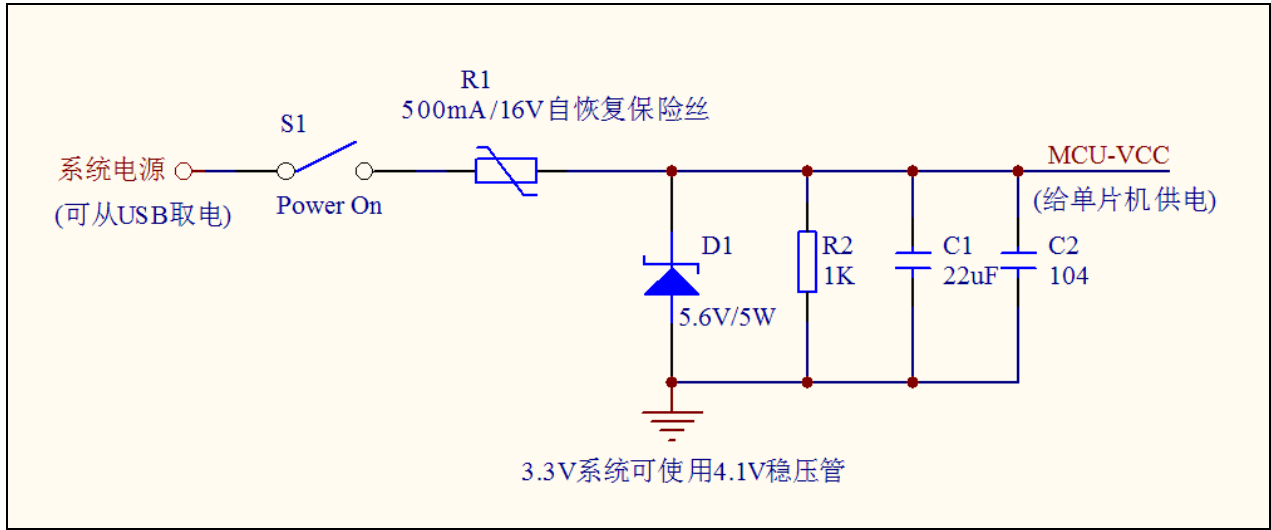 R1
500mA/16V自恢复保险丝
S1
系统电源
MCU-VCC
(可从USB取电)
Power On
(给单片机供电)
D1
R2
1K
C1
22uF
C2
104
5.6V/5W
3.3V系统可使用4.1V稳压管